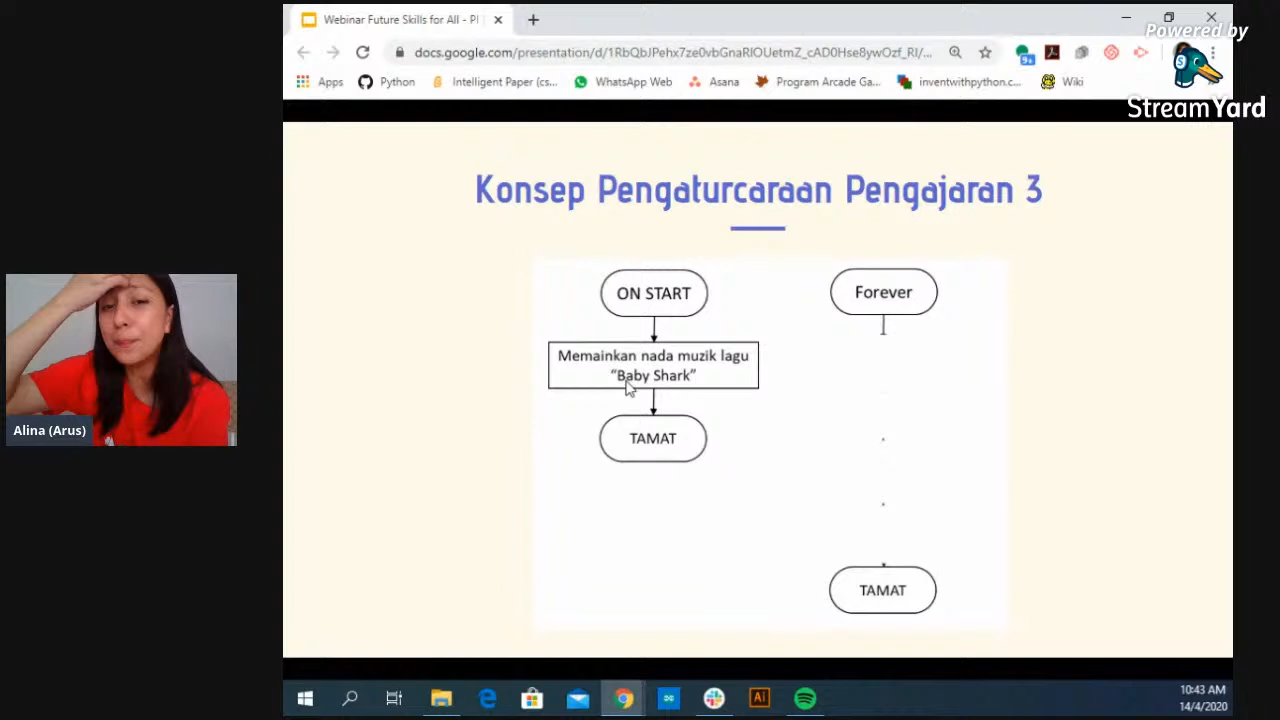 Webinar Future Skills for All - Pl
Powered by
docs.google.com/presentation/d/1RbQbJPehx7ze0vbGnaRlOUetmZ_cAD0Hse8ywOzf_RI/...
9+
Apps
Python
Intelligent Paper (cs...
WhatsApp Web
Asana
Program Arcade Ga...
inventwithpython.c...
Wiki
StreamYard
Konsep Pengaturcaraan Pengajaran 3
ON START
Forever
Memainkan nada muzik lagu
“Baby Shark”
TAMAT
TAMAT
Alina (Arus)
Ai
10:43 AM
14/4/2020